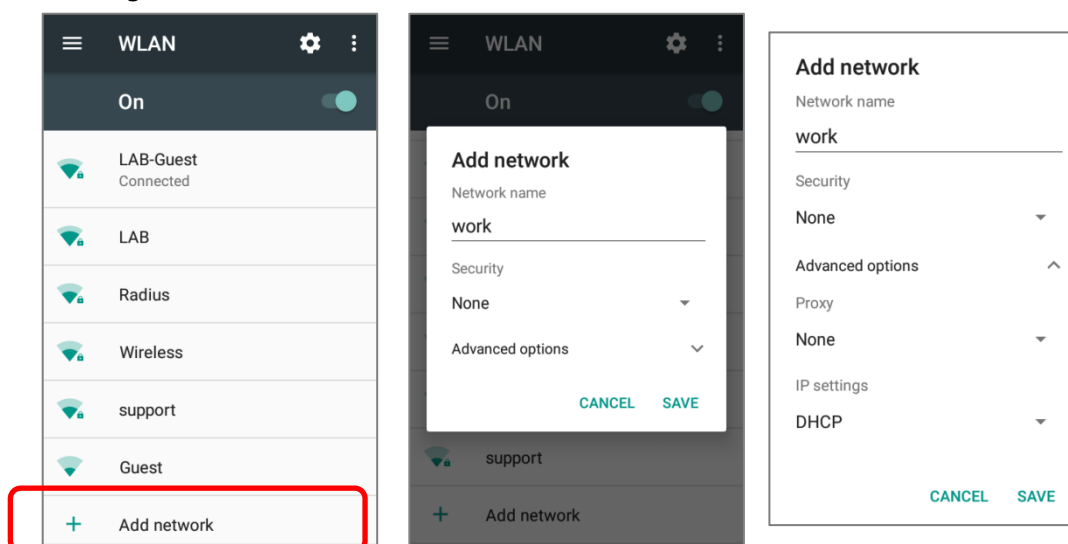 WLAN
On
LAB-Guest
Connected
LAB
Radius
Wireless
support
Guest
Add network
WLAN
On
Add network
Network name
work
Security
None
Advanced options
CANCEL SAVE
support
Add network
Add network
Network name
work
Security
None
Advanced options
Proxy
None
IP settings
DHCP
CANCEL SAVE